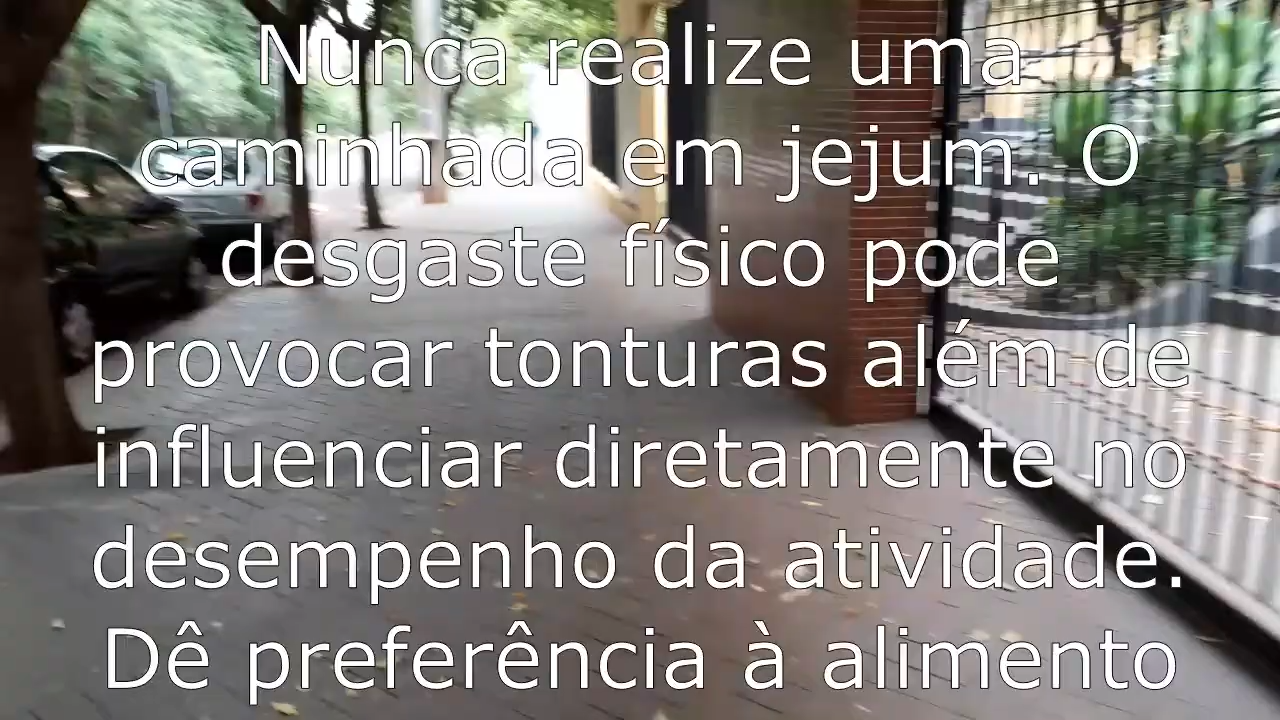 Nunca realize uma
caminhada em jejum. O
desgaste físico pode
provocar tonturas além de
influenciar diretamente no
desempenho da atividade.
Dê preferência à alimento